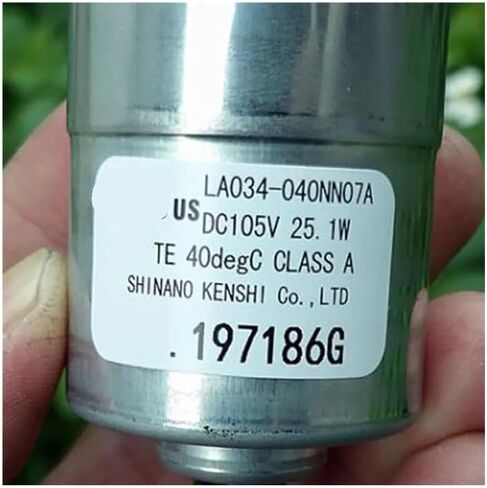 LA034-040NN07A
US DC105V 25.1W
TE 40degC CLASS A
SHINANO KENSHI Co.,LTD
.197186G